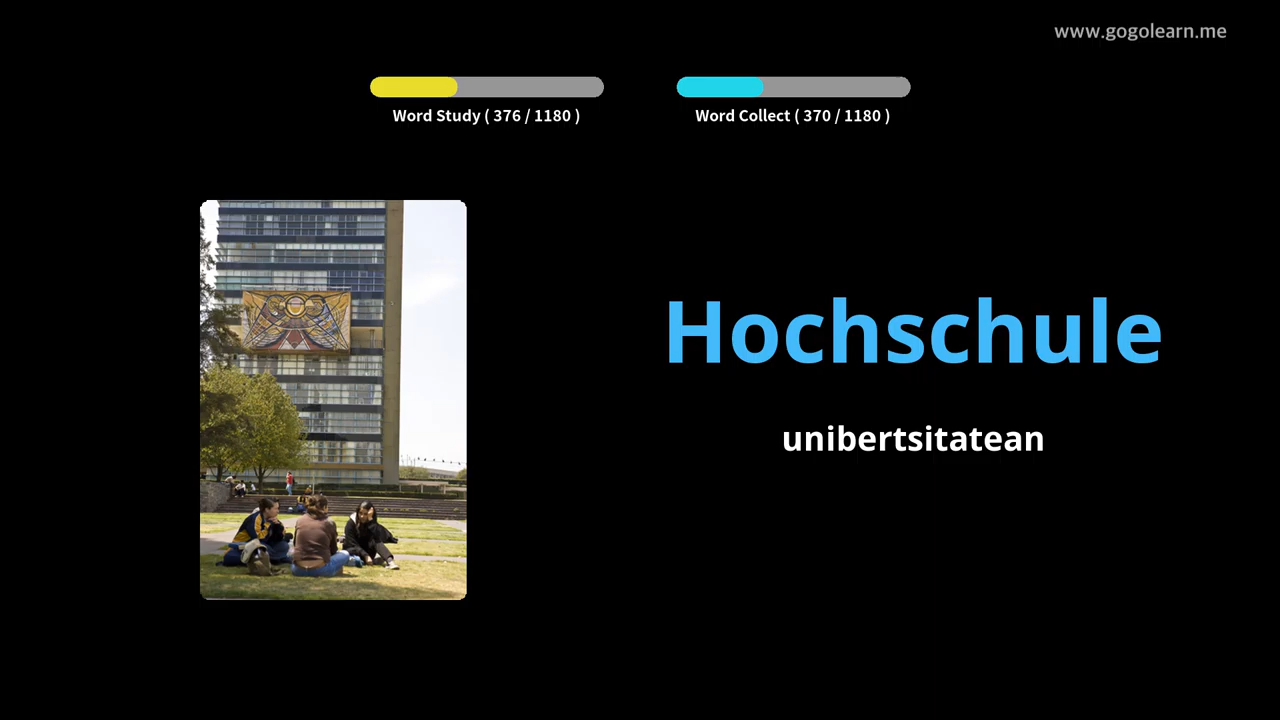 www.gogolearn.me
Word Study ( 376 / 1180 )
Word Collect ( 370 / 1180 )
Hochschule
unibertsitatean